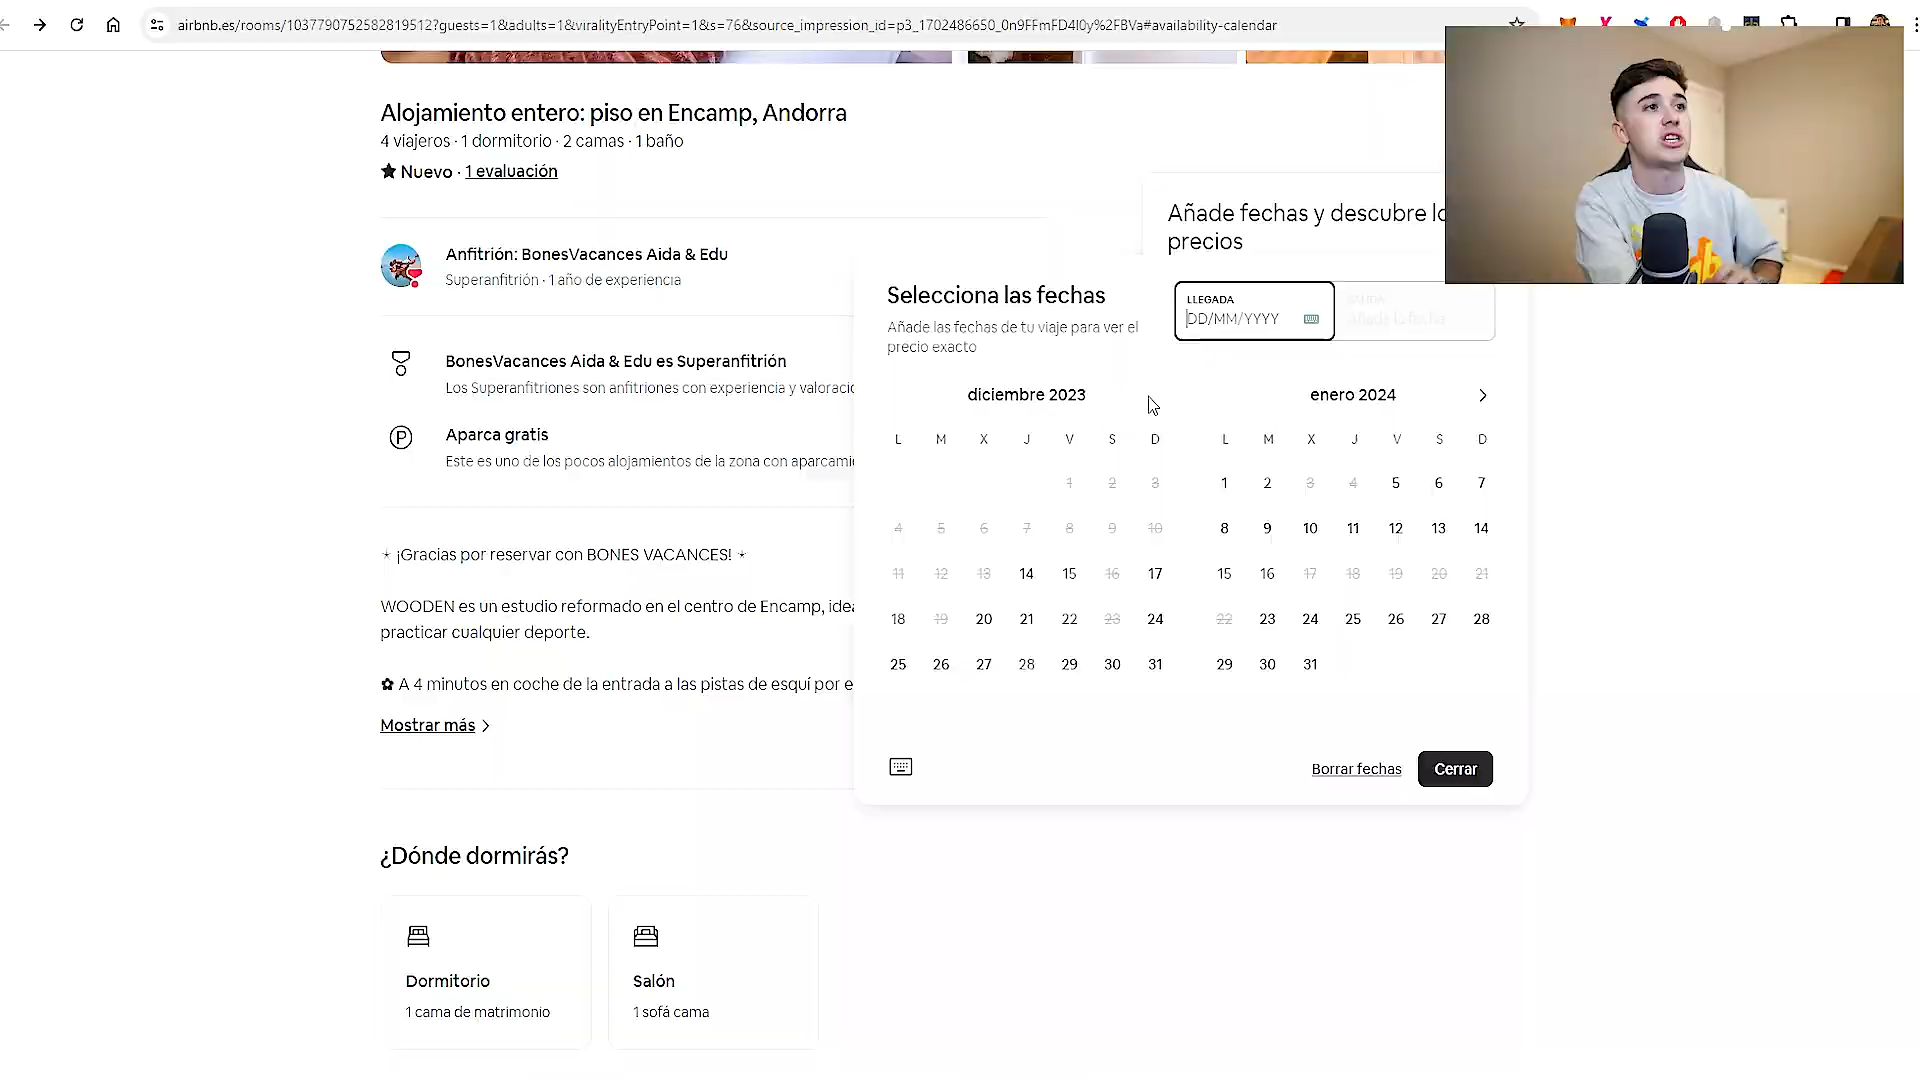 airbnb.es/rooms/1037790752582819512?guests=1&adults=1&viralityEntryPoint=1&s=76&source_impression_id=p3_1702486650_0n9FFmFD4I0y%2FBVa#availability-calendar
Alojamiento entero: piso en Encamp, Andorra
4 viajeros · 1 dormitorio · 2 camas · 1 baño
Nuevo · 1 evaluación
Anfitrión: BonesVacances Aida & Edu
Superanfitrión · 1 año de experiencia
BonesVacances Aida & Edu es Superanfitrión
Los Superanfitriones son anfitriones con experiencia y
Aparca gratis
Este es uno de los pocos alojamientos de la zona con
⋆ ¡Gracias por reservar con BONES VACANCES! ⋆
WOODEN es un estudio reformado en el centro de Encamp,
practicar cualquier deporte.
✿ A 4 minutos en coche de la entrada a las pistas de esquí por
Mostrar más
¿Dónde dormirás?
Dormitorio
1 cama de matrimonio
Salón
1 sofá cama
Añade fechas y descubre
precios
Selecciona las fechas
Añade las fechas de tu viaje para ver el
precio exacto
LLEGADA
DD/MM/YYYY
SALIDA
Añade la fecha
diciembre 2023
L M X J V S D
1 2 3
4 5 6 7 8 9 10
11 12 13 14 15 16 17
18 19 20 21 22 23 24
25 26 27 28 29 30 31
enero 2024
L M X J V S D
1 2 3 4 5 6 7
8 9 10 11 12 13 14
15 16 17 18 19 20 21
22 23 24 25 26 27 28
29 30 31
Borrar fechas
Cerrar